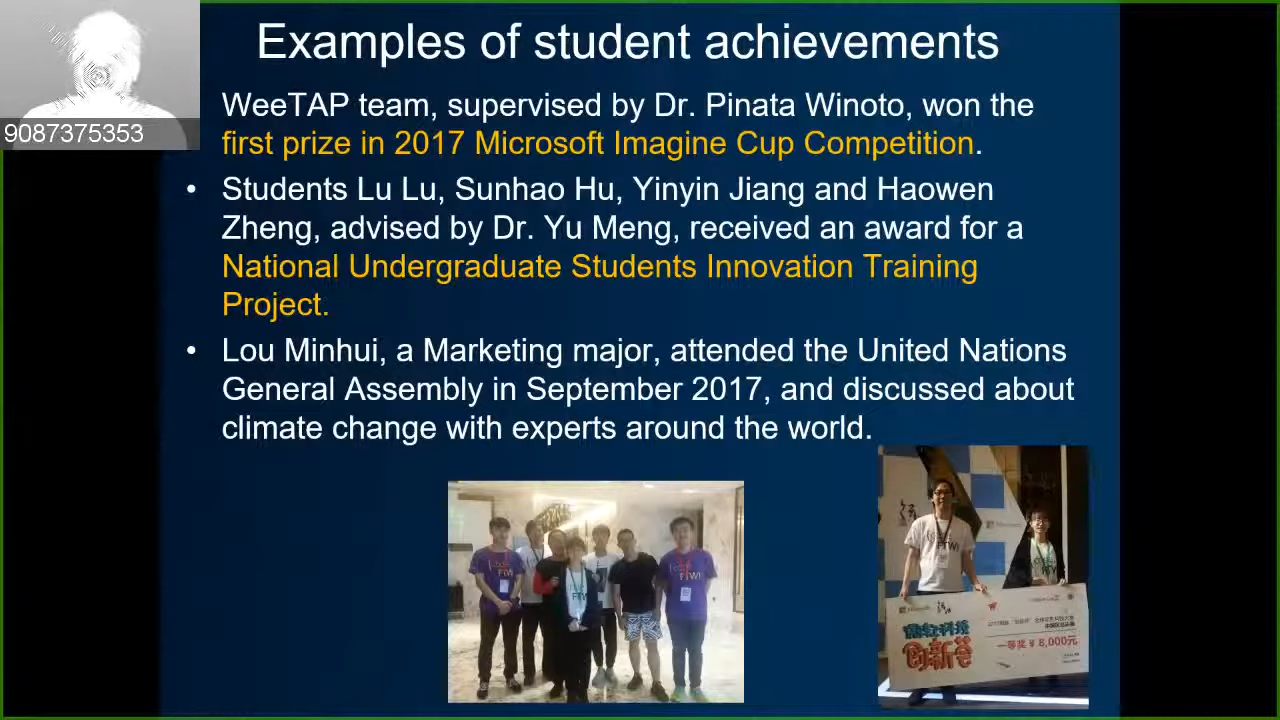 Examples of student achievements
9087375353
WeeTAP team, supervised by Dr. Pinata Winoto, won the
first prize in 2017 Microsoft Imagine Cup Competition.
• Students Lu Lu, Sunhao Hu, Yinyin Jiang and Haowen
Zheng, advised by Dr. Yu Meng, received an award for a
National Undergraduate Students Innovation Training
Project.
• Lou Minhui, a Marketing major, attended the United Nations
General Assembly in September 2017, and discussed about
climate change with experts around the world.
一等奖 ¥ 8,000元